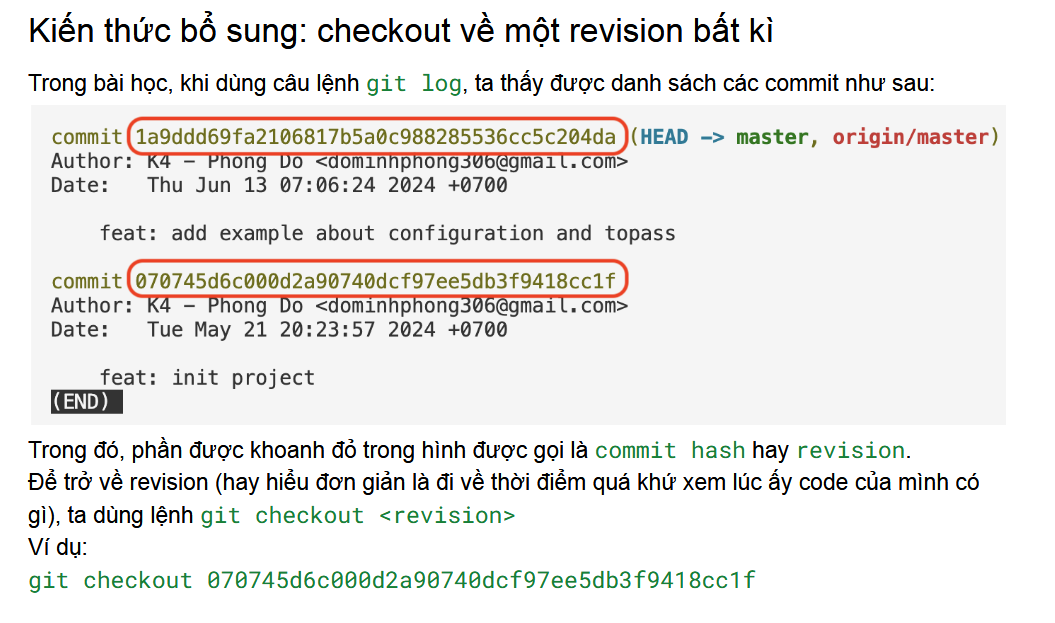 Kiến thức bổ sung: checkout về một revision bất kì
Trong bài học, khi dùng câu lệnh git log, ta thấy được danh sách các commit như sau:
commit 1a9ddd69fa2106817b5a0c988285536cc5c204da (HEAD -> master, origin/master)
Author: K4 - Phong Do <dominhphong306@gmail.com>
Date:   Thu Jun 13 07:06:24 2024 +0700
feat: add example about configuration and topass
commit 070745d6c000d2a90740dcf97ee5db3f9418cc1f
Author: K4 - Phong Do <dominhphong306@gmail.com>
Date:   Tue May 21 20:23:57 2024 +0700
feat: init project
(END)
Trong đó, phần được khoanh đỏ trong hình được gọi là commit hash hay revision.
Để trở về revision (hay hiểu đơn giản là đi về thời điểm quá khứ xem lúc ấy code của mình có
gì), ta dùng lệnh git checkout <revision>
Ví dụ:
git checkout 070745d6c000d2a90740dcf97ee5db3f9418cc1f